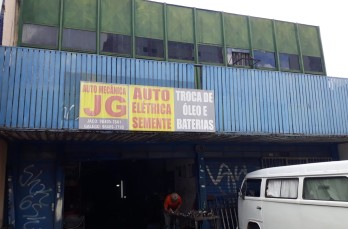 AUTO MECÂNICA
JG
AUTO
ELÉTRICA
SEMENTE
TROCA DE
ÓLEO E
BATERIAS